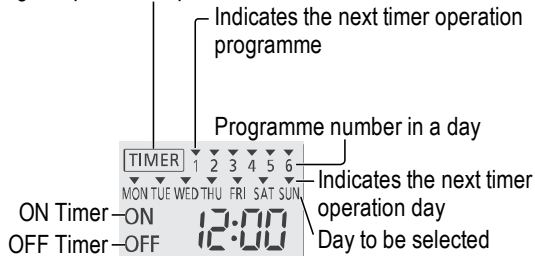 Indicates the next timer operation
programme
Programme number in a day
TIMER 1 2 3 4 5 6
MON TUE WED THU FRI SAT SUN
Indicates the next timer
operation day
ON Timer ON
12:00
OFF Timer OFF
Day to be selected